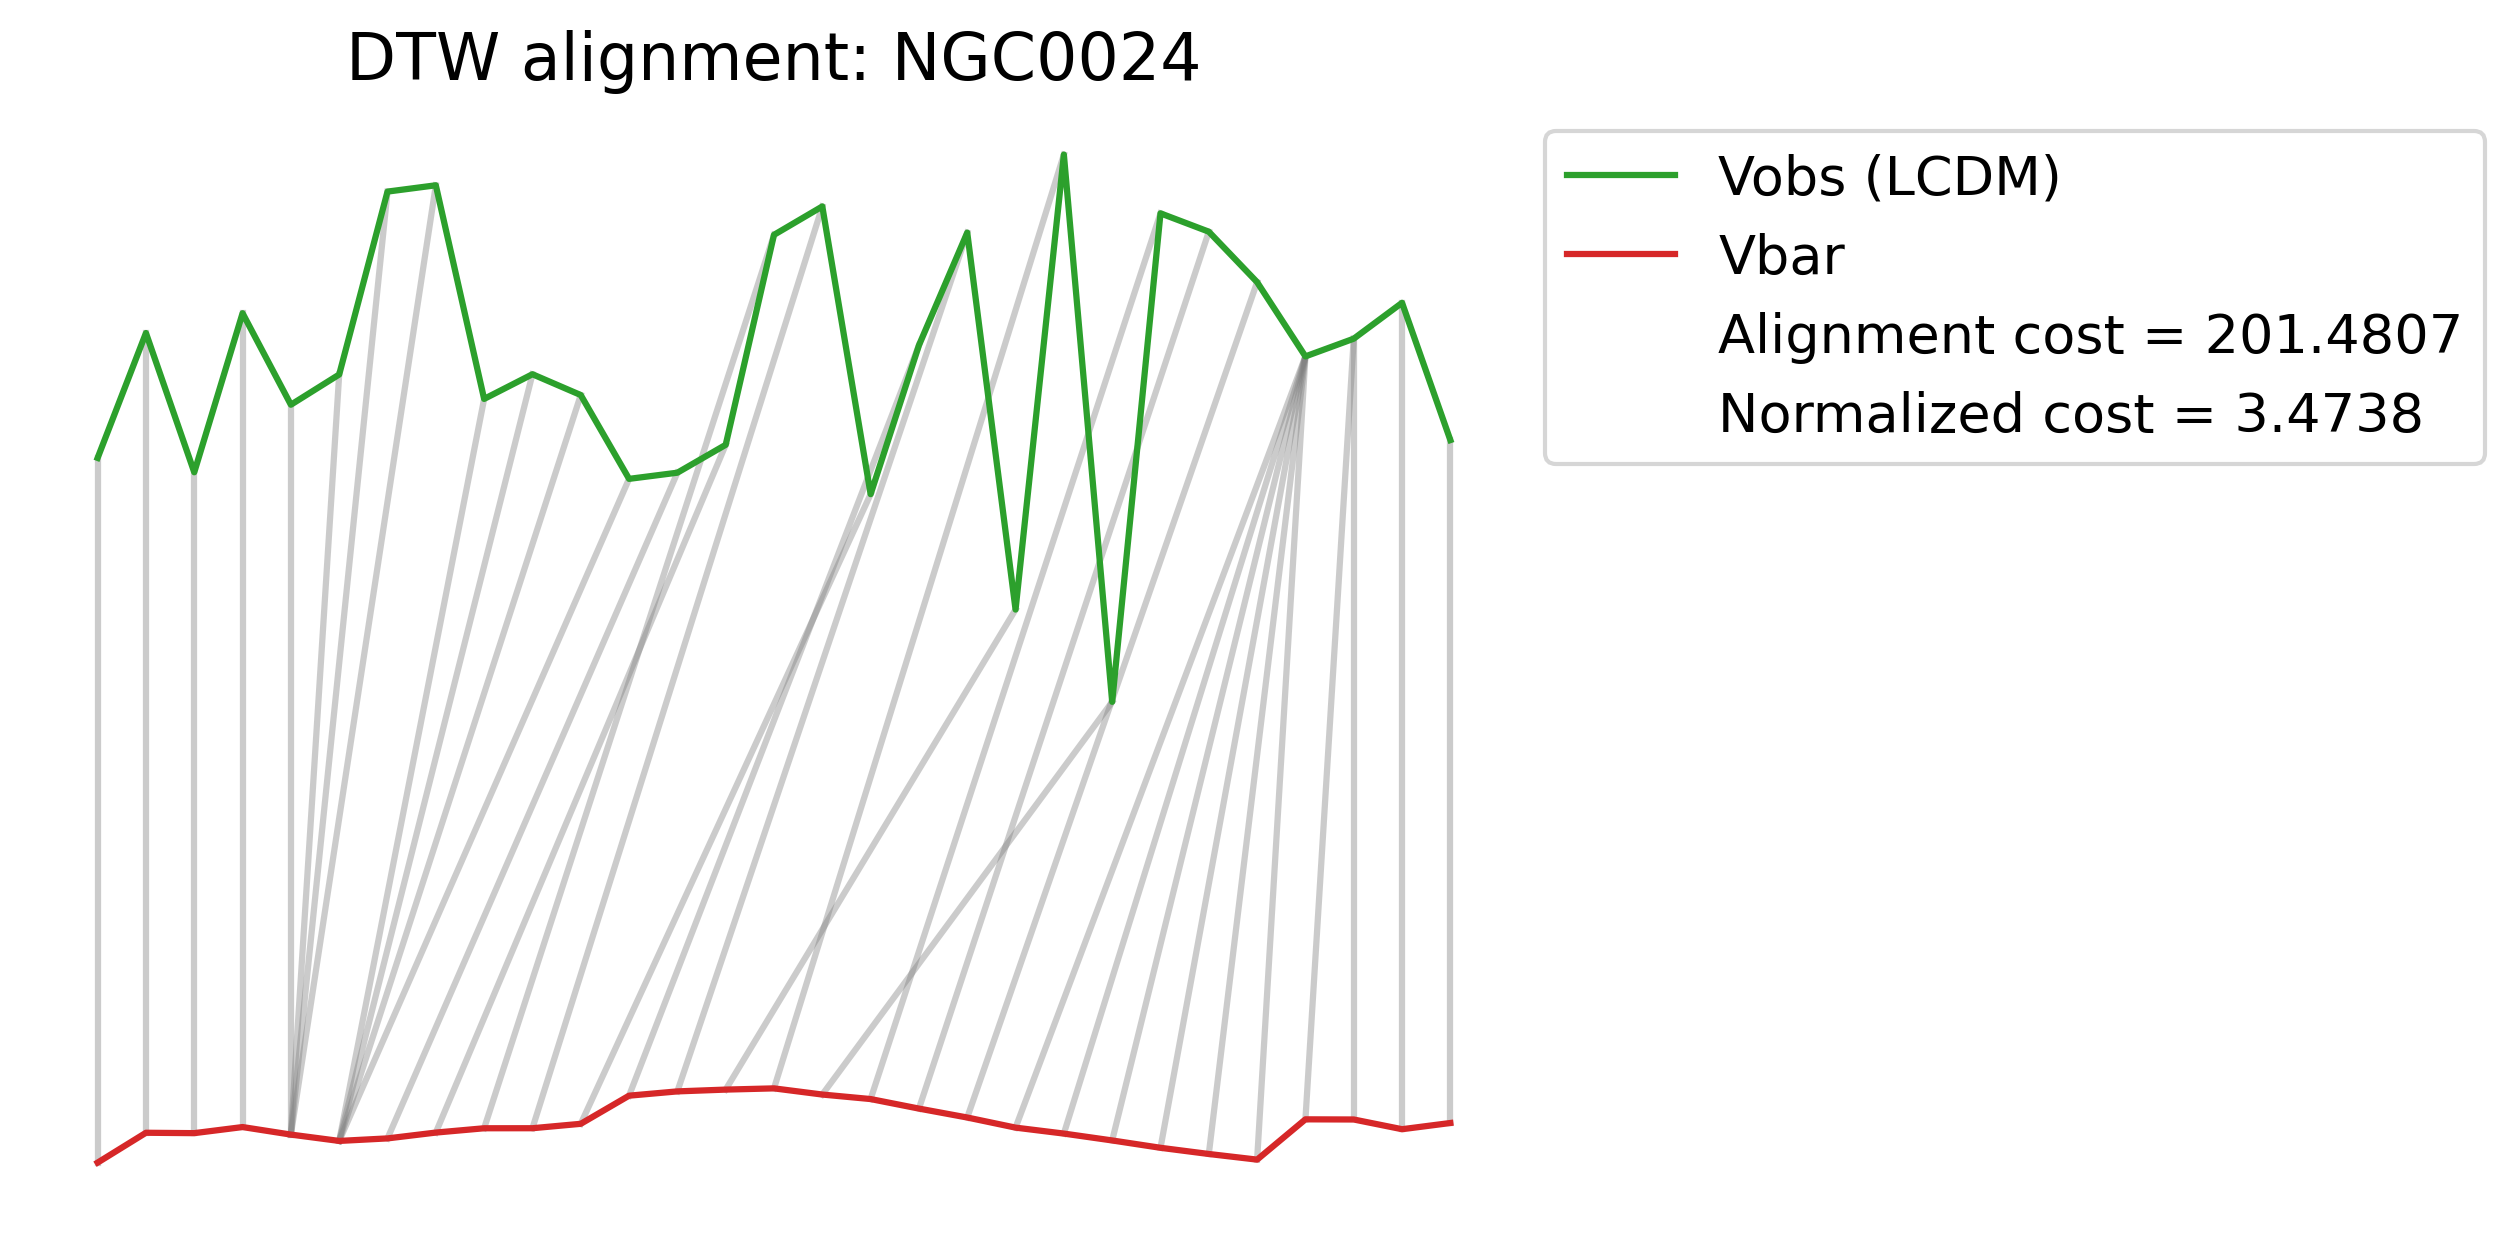 DTW alignment: NGC0024
Vobs (LCDM)
Vbar
Alignment cost = 201.4807
Normalized cost = 3.4738